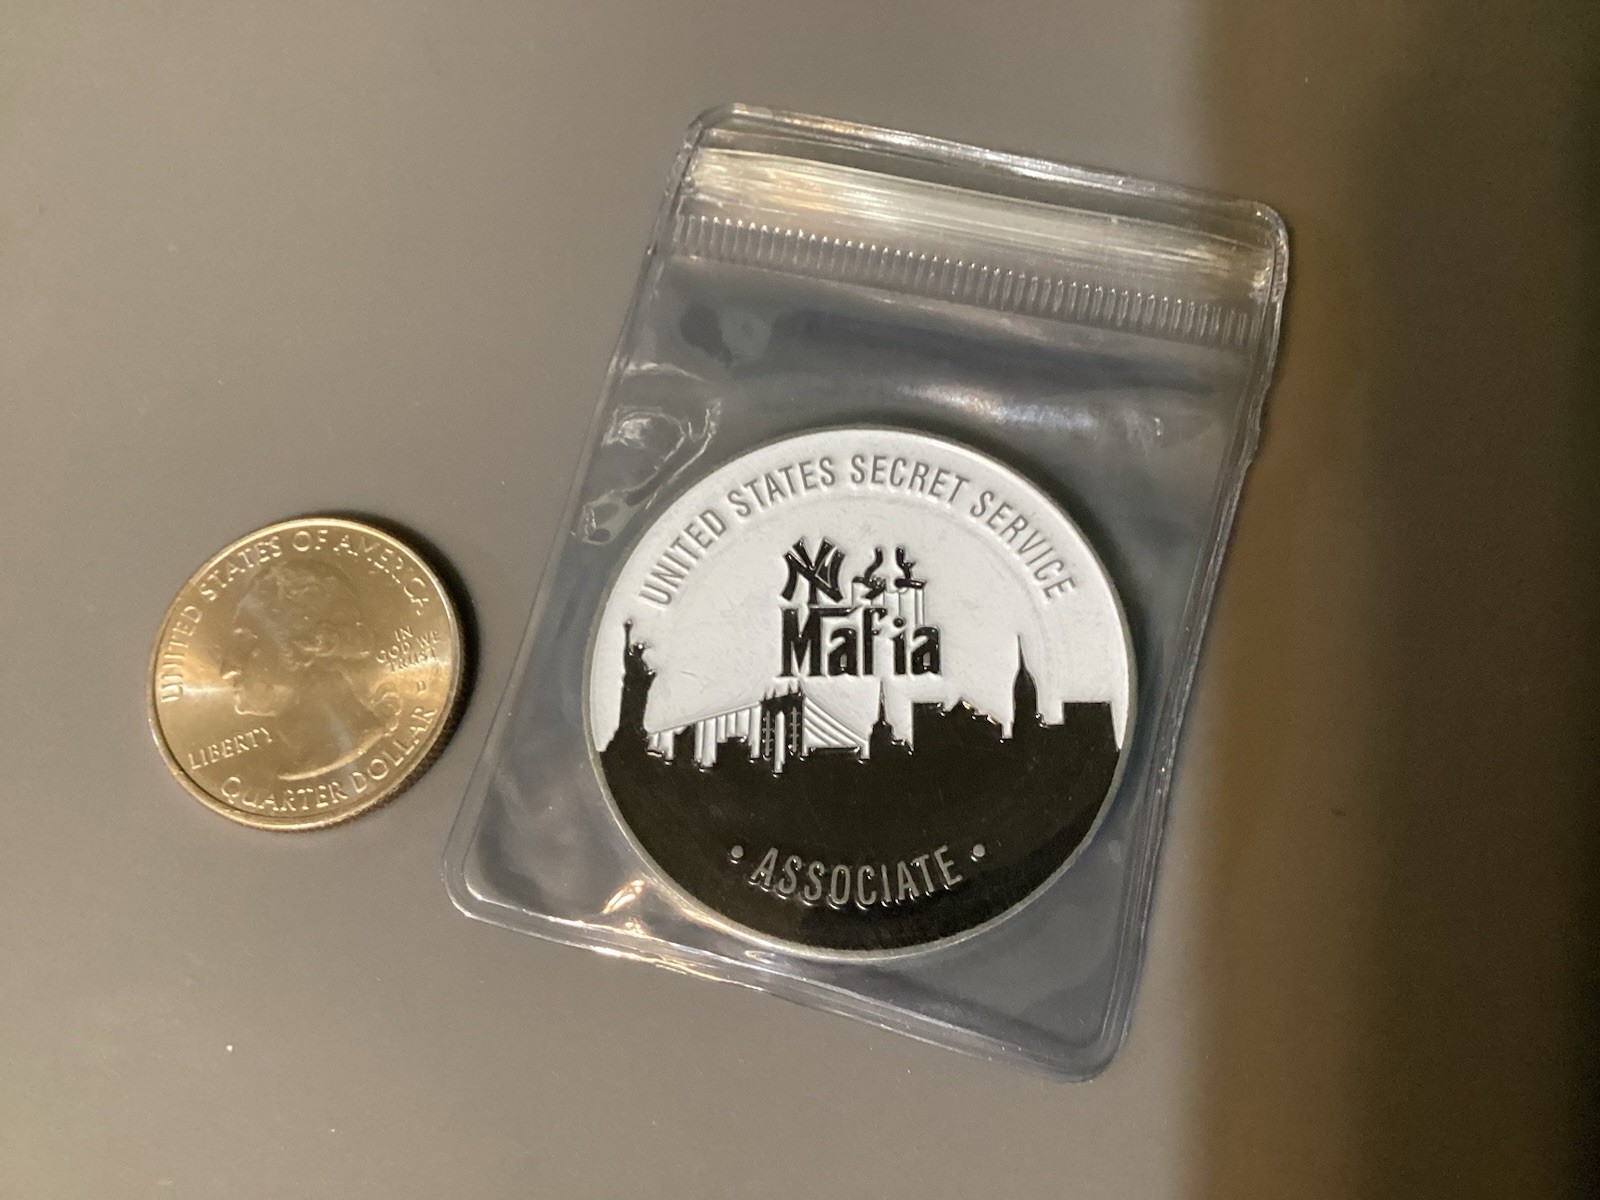 UNITED STATES OF AMERICA
IN
GOD WE
TRUST
D
LIBERTY
QUARTER DOLLAR
UNITED STATES SECRET SERVICE
NY
Mafia
• ASSOCIATE •